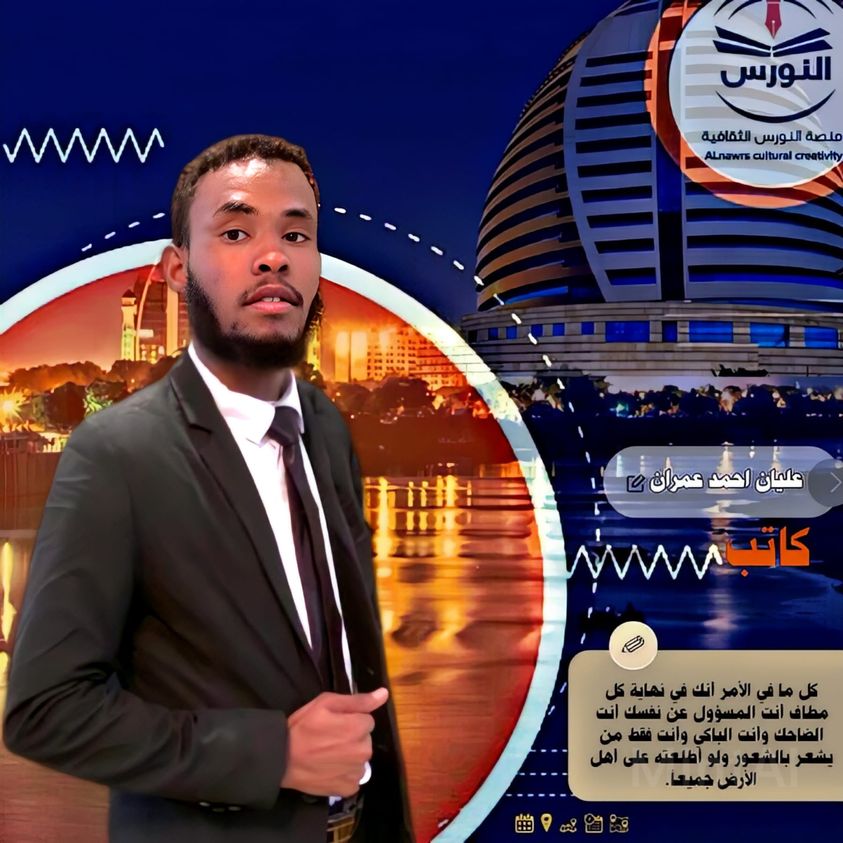 النورس
منصة النورس الثقافية
ALnawrs cultural creativity
عليان احمد عمران
كاتب
كل ما في الأمر أنك في نهاية كل
مطاف أنت المسؤول عن نفسك أنت
الضاحك وأنت الباكي وأنت فقط من
يشعر بالشعور ولو أطلعته على أهل
الأرض جميعاً.